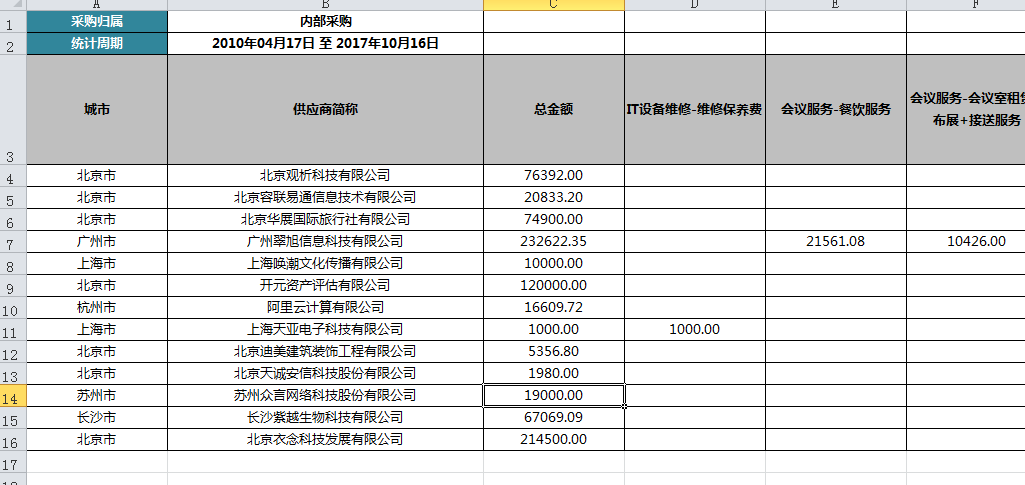 A B C D E F
1 采购归属 内部采购
2 统计周期 2010年04月17日 至 2017年10月16日
3 城市 供应商简称 总金额 IT设备维修-维修保养费 会议服务-餐饮服务 会议服务-会议室租
布展+接送服务
4 北京市 北京观析科技有限公司 76392.00
5 北京市 北京容联易通信息技术有限公司 20833.20
6 北京市 北京华展国际旅行社有限公司 74900.00
7 广州市 广州翠旭信息科技有限公司 232622.35 21561.08 10426.00
8 上海市 上海唤潮文化传播有限公司 10000.00
9 北京市 开元资产评估有限公司 120000.00
10 杭州市 阿里云计算有限公司 16609.72
11 上海市 上海天亚电子科技有限公司 1000.00 1000.00
12 北京市 北京迪美建筑装饰工程有限公司 5356.80
13 北京市 北京天诚安信科技股份有限公司 1980.00
14 苏州市 苏州众言网络科技股份有限公司 19000.00
15 长沙市 长沙紫越生物科技有限公司 67069.09
16 北京市 北京衣念科技发展有限公司 214500.00
17